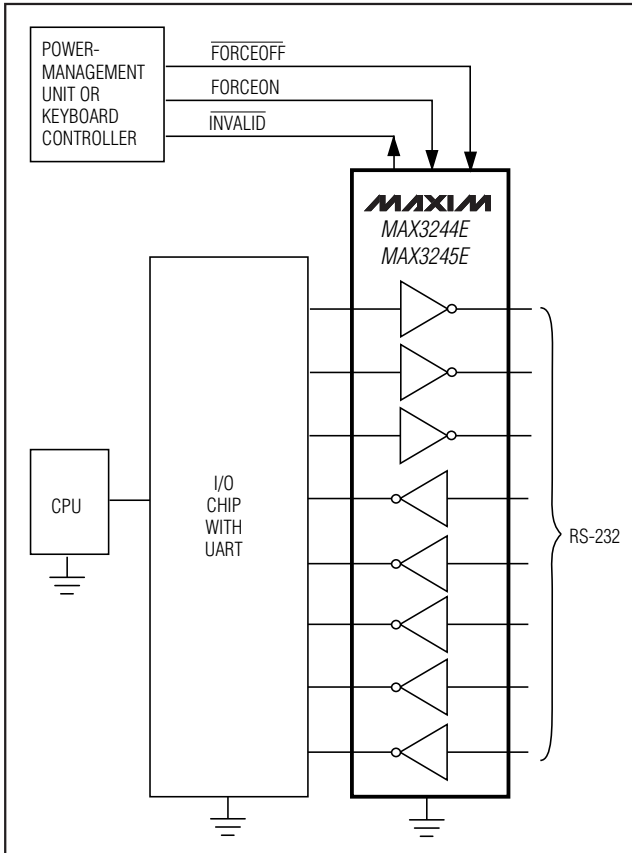 POWER-
MANAGEMENT
UNIT OR
KEYBOARD
CONTROLLER
FORCEOFF
FORCEON
INVALID
MAXIM
MAX3244E
MAX3245E
CPU
I/O
CHIP
WITH
UART
RS-232